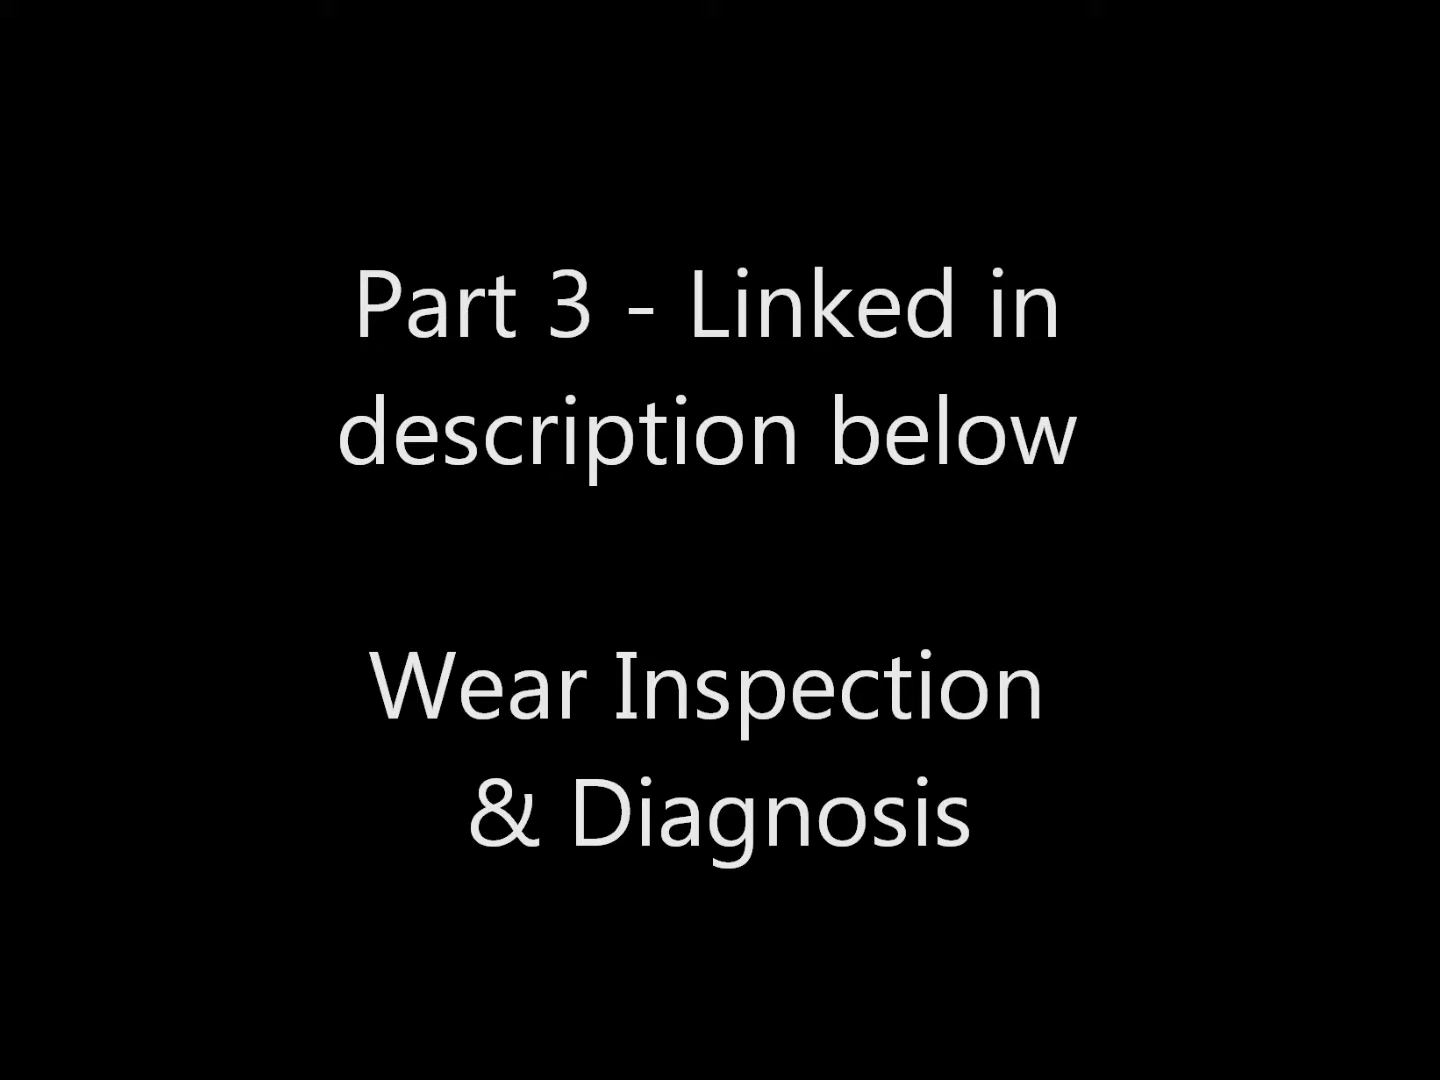 Part 3 - Linked in
description below
Wear Inspection
& Diagnosis